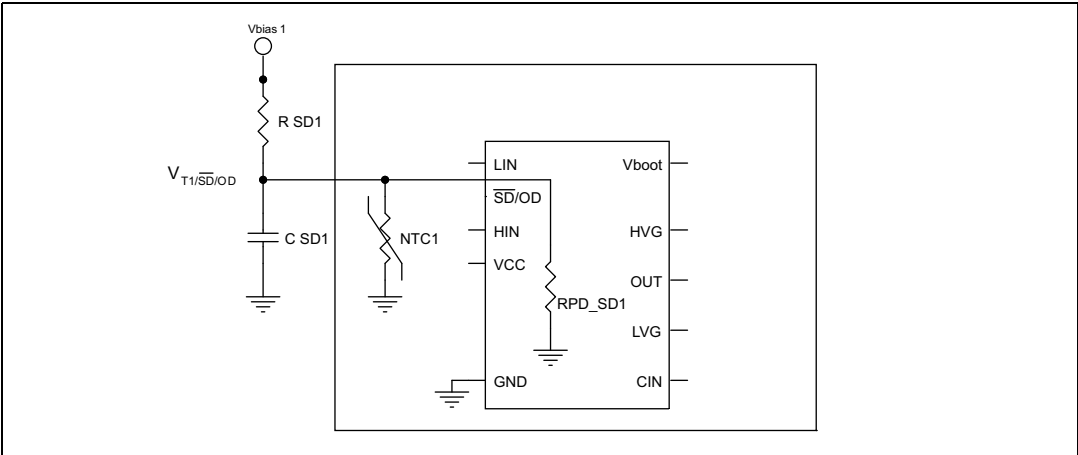 Vbias 1
R SD1
V T1/SD/OD
C SD1
NTC1
LIN
SD/OD
HIN
VCC
GND
RPD_SD1
Vboot
HVG
OUT
LVG
CIN